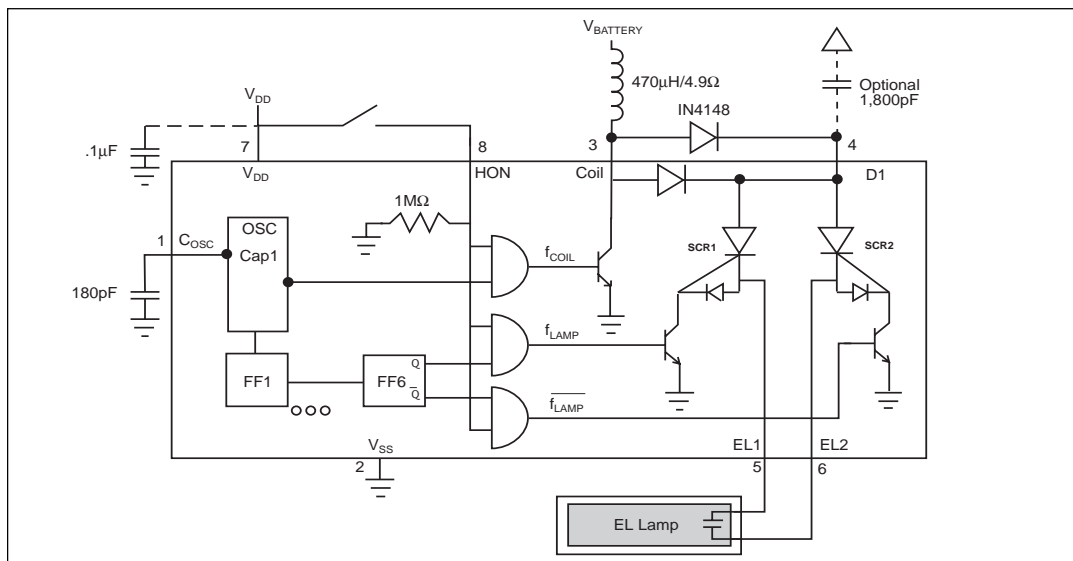 V_BATTERY
470μH/4.9Ω
Optional
1,800pF
IN4148
V_DD
.1μF
7
8
3
4
V_DD
HON
Coil
D1
1MΩ
1
C_OSC
OSC
Cap1
f_COIL
SCR1
SCR2
180pF
f_LAMP
FF1
FF6
Q
Q̅
f_LAMP̅
V_SS
2
EL1
EL2
5
6
EL Lamp